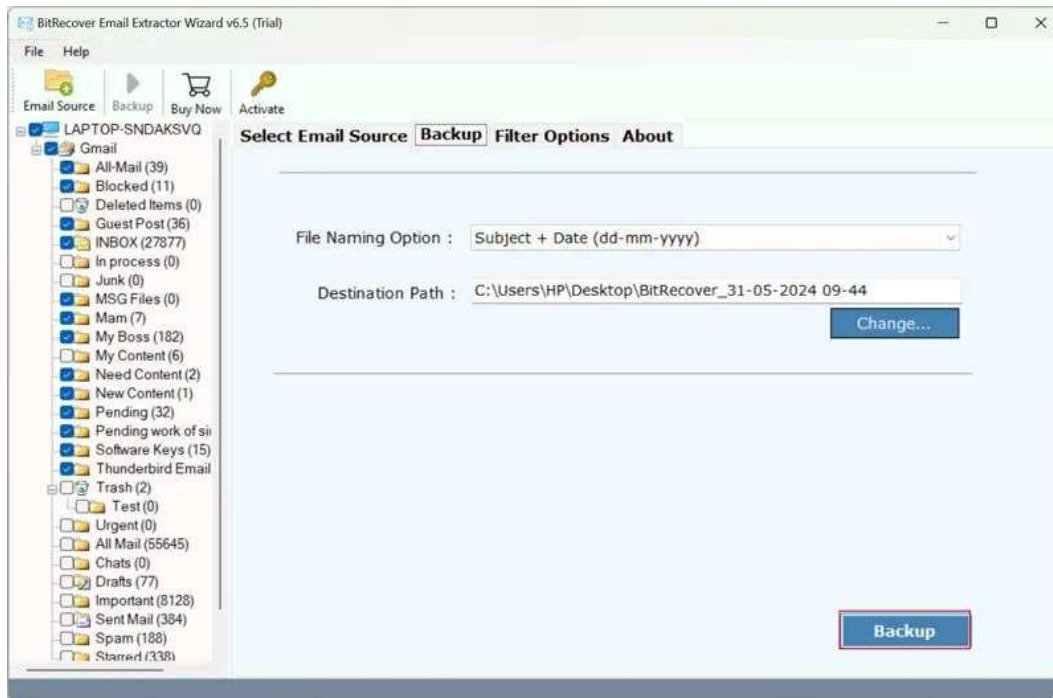 BitRecover Email Extractor Wizard v6.5 (Trial)
File Help
Email Source Backup Buy Now Activate
LAPTOP-SNDAKSVQ
Gmail
All-Mail (39)
Blocked (11)
Deleted Items (0)
Guest Post (36)
INBOX (27877)
In process (0)
Junk (0)
MSG Files (0)
Mam (7)
My Boss (182)
My Content (6)
Need Content (2)
New Content (1)
Pending (32)
Pending work of
Software Keys (15)
Thunderbird Email
Trash (2)
Test (0)
Urgent (0)
All Mail (55645)
Chats (0)
Drafts (77)
Important (8128)
Sent Mail (384)
Spam (188)
Starred (338)
Select Email Source Backup Filter Options About
File Naming Option : Subject + Date (dd-mm-yyyy)
Destination Path : C:\Users\HP\Desktop\BitRecover_31-05-2024 09-44
Change...
Backup